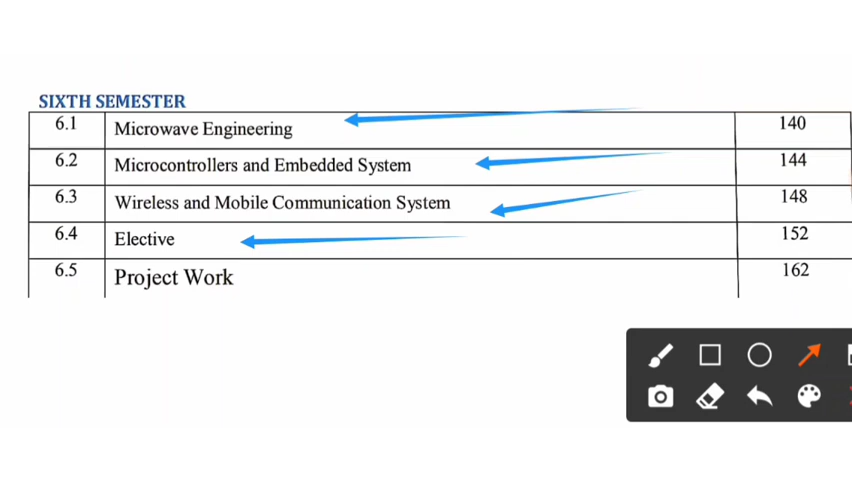 SIXTH SEMESTER
6.1 Microwave Engineering 140
6.2 Microcontrollers and Embedded System 144
6.3 Wireless and Mobile Communication System 148
6.4 Elective 152
6.5 Project Work 162